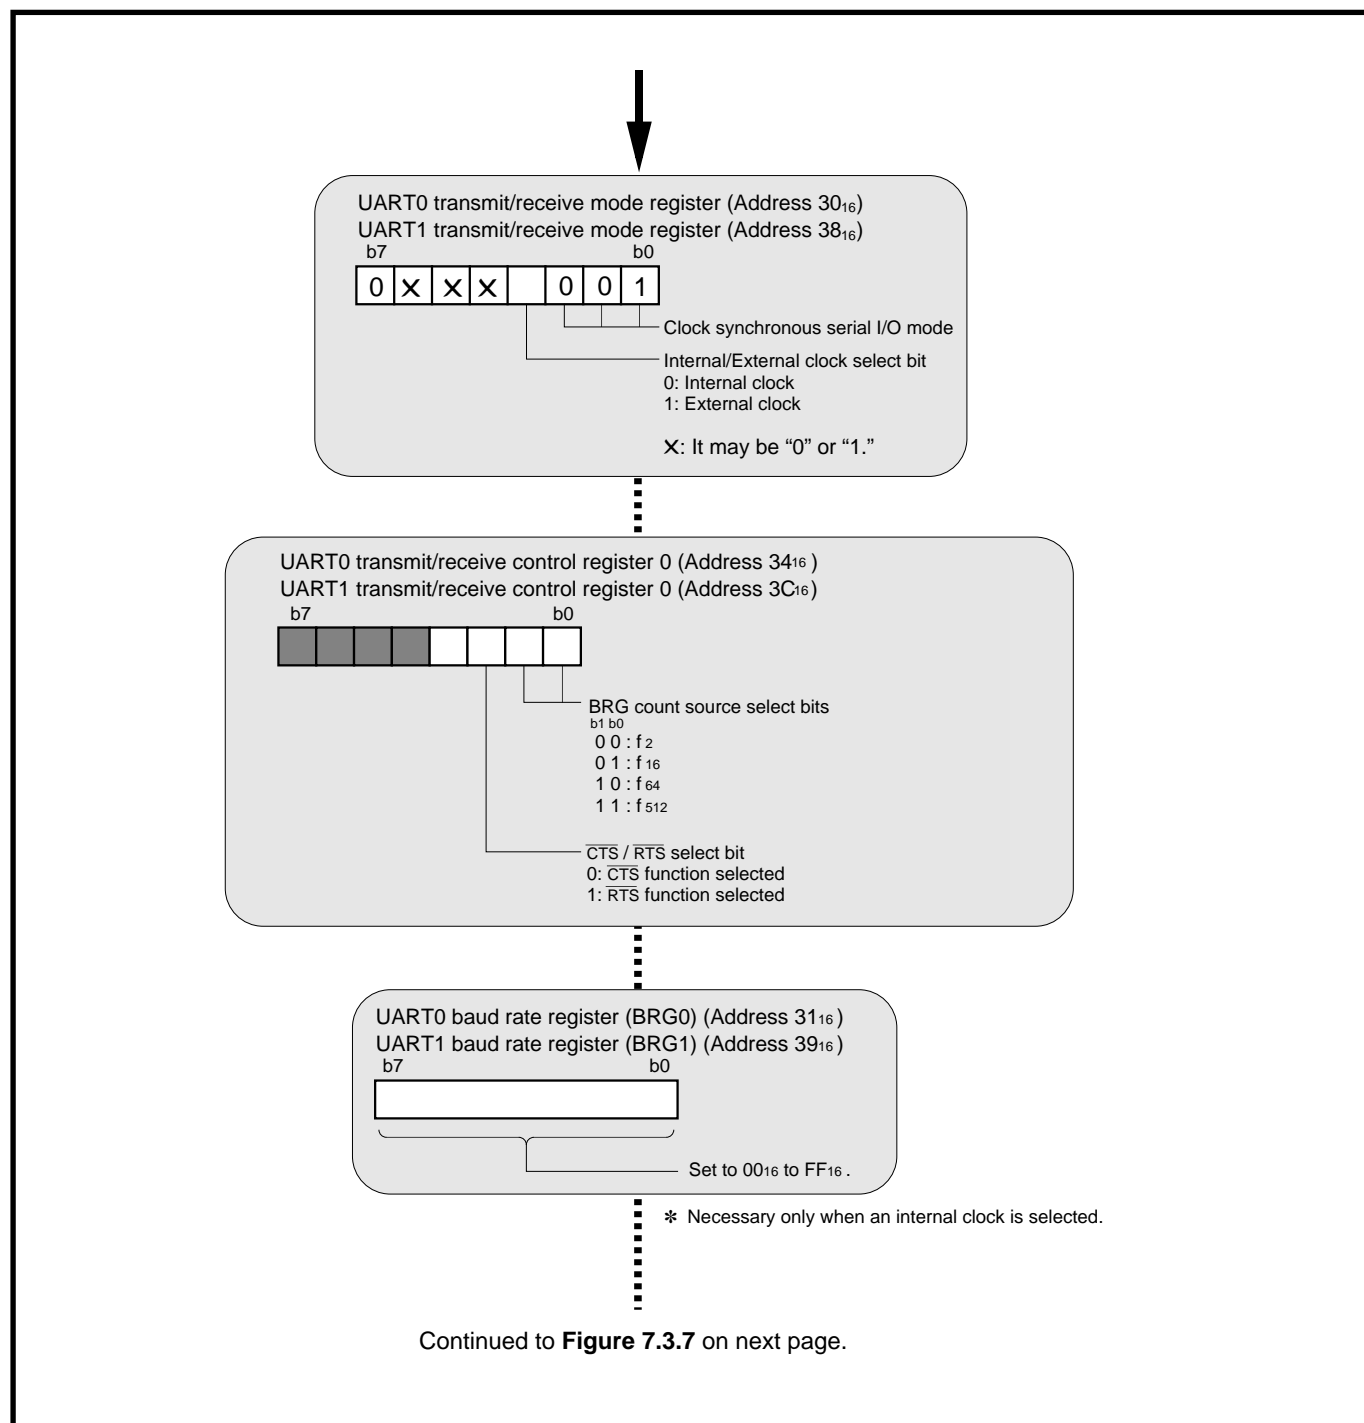 UART0 transmit/receive mode register (Address 30₁₆)
UART1 transmit/receive mode register (Address 38₁₆)
b7 b0
0 ✕ ✕ ✕ 0 0 1
Clock synchronous serial I/O mode
Internal/External clock select bit
0: Internal clock
1: External clock
✕: It may be “0” or “1.”
UART0 transmit/receive control register 0 (Address 34₁₆)
UART1 transmit/receive control register 0 (Address 3C₁₆)
b7 b0
BRG count source select bits
b1 b0
0 0 : f₂
0 1 : f₁₆
1 0 : f₆₄
1 1 : f₅₁₂
C̅T̅S̅ / R̅T̅S̅ select bit
0: C̅T̅S̅ function selected
1: R̅T̅S̅ function selected
UART0 baud rate register (BRG0) (Address 31₁₆)
UART1 baud rate register (BRG1) (Address 39₁₆)
b7 b0
Set to 00₁₆ to FF₁₆.
✻ Necessary only when an internal clock is selected.
Continued to Figure 7.3.7 on next page.